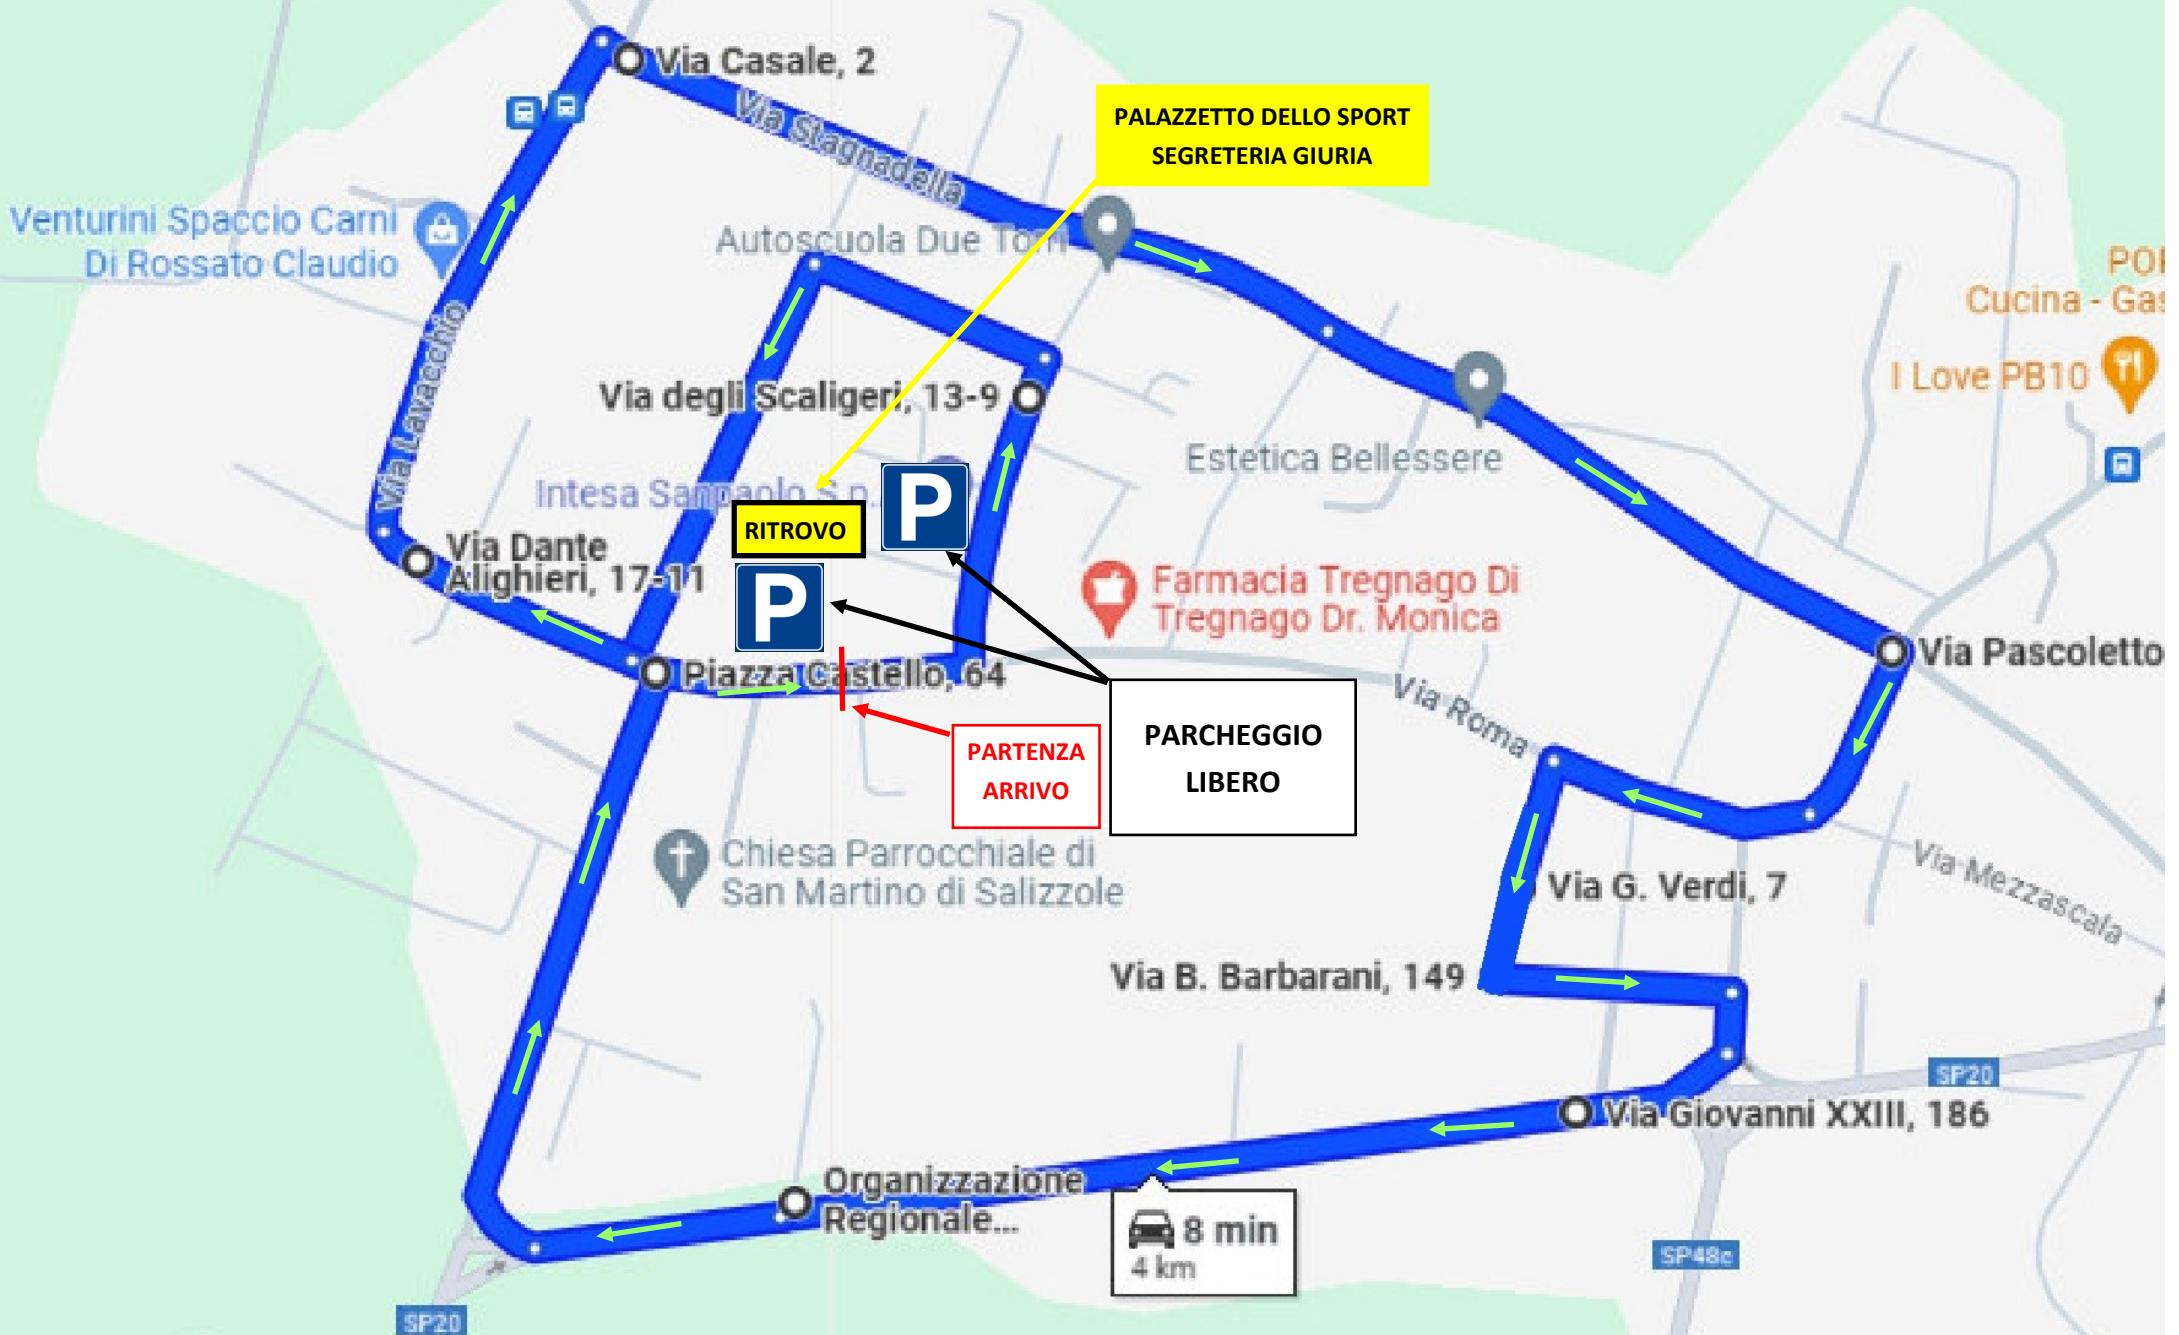 Via Casale, 2
Via Stagnadella
PALAZZETTO DELLO SPORT
SEGRETERIA GIURIA
Venturini Spaccio Carni
Di Rossato Claudio
Autoscuola Due Torri
Cucina -
I Love PB10
Via Lavacchio
Via degli Scaligeri, 13-9
Estetica Bellessere
Intesa Sanpaolo S.p.
P
RITROVO
Via Dante
Alighieri, 17-11
P
Farmacia Tregnago Di
Tregnago Dr. Monica
Via Pascoletto
Piazza Castello, 64
Via Roma
PARTENZA
ARRIVO
PARCHEGGIO
LIBERO
Chiesa Parrocchiale di
San Martino di Salizzole
Via Mezzascala
Via G. Verdi, 7
Via B. Barbarani, 149
SP20
Via Giovanni XXIII, 186
Organizzazione
Regionale...
8 min
4 km
SP48c
SP20